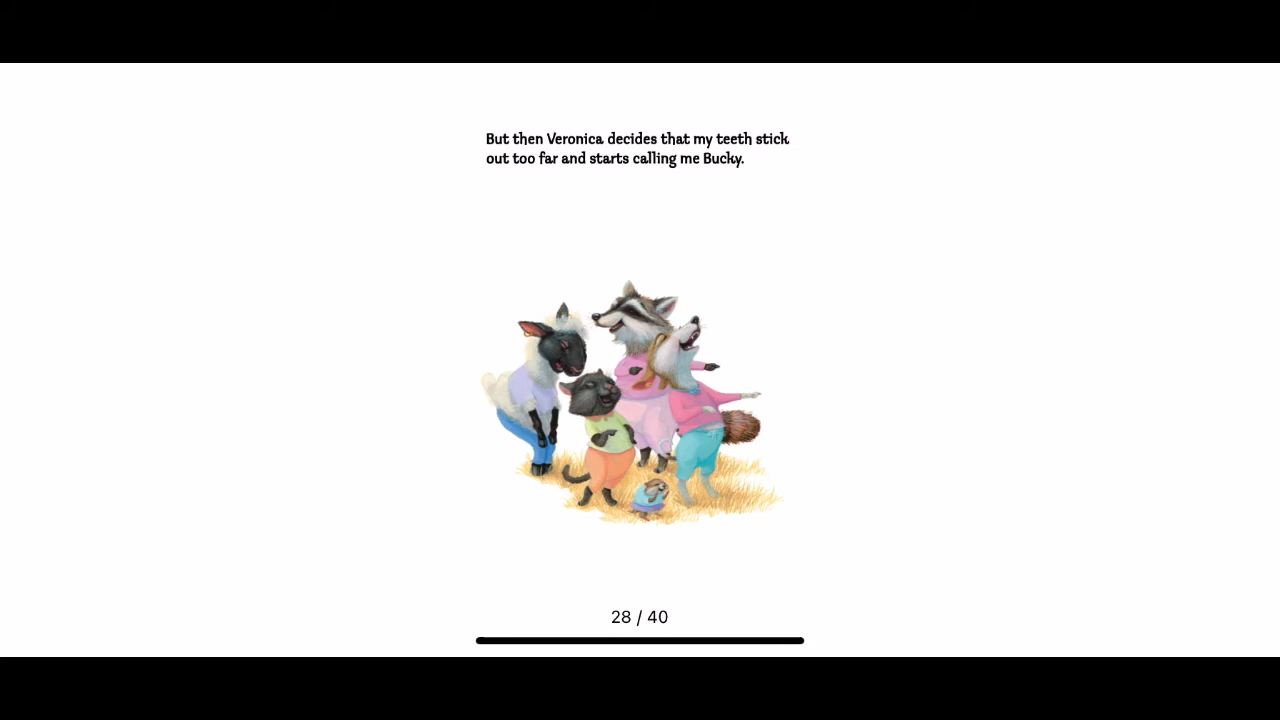 But then Veronica decides that my teeth stick
out too far and starts calling me Bucky.
28 / 40